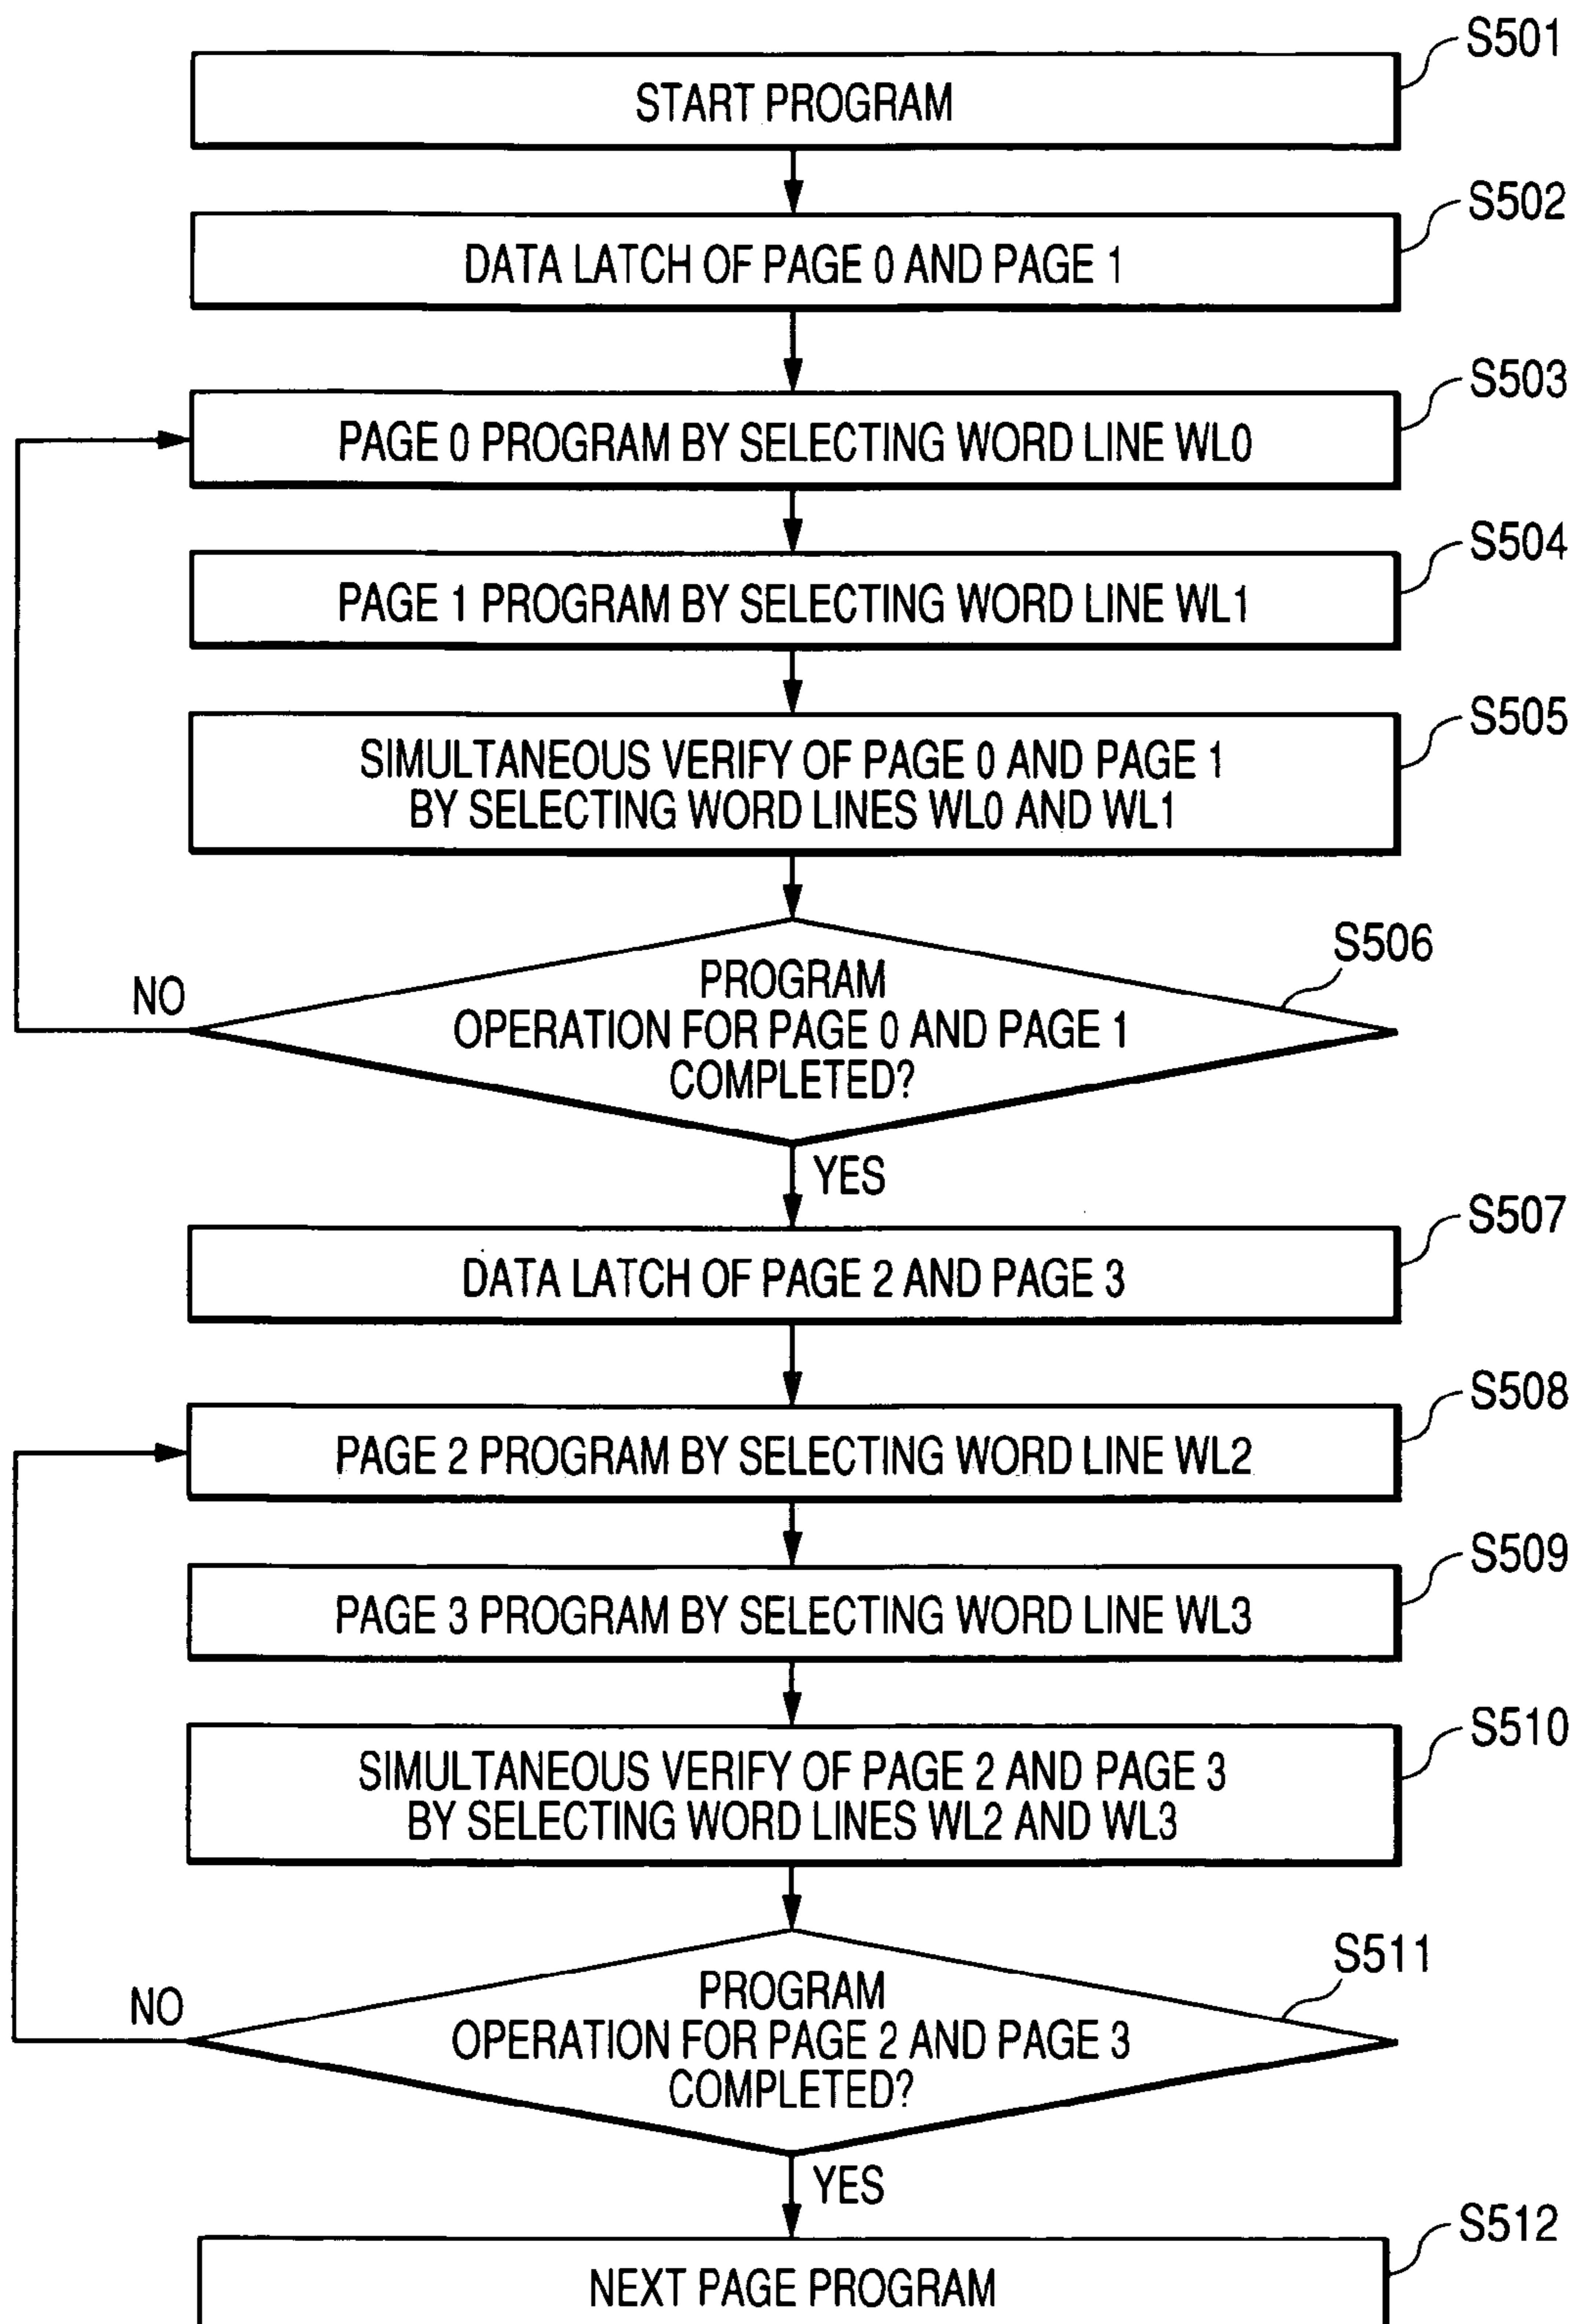 S501
START PROGRAM
S502
DATA LATCH OF PAGE 0 AND PAGE 1
S503
PAGE 0 PROGRAM BY SELECTING WORD LINE WL0
S504
PAGE 1 PROGRAM BY SELECTING WORD LINE WL1
S505
SIMULTANEOUS VERIFY OF PAGE 0 AND PAGE 1
BY SELECTING WORD LINES WL0 AND WL1
S506
PROGRAM
OPERATION FOR PAGE 0 AND PAGE 1
COMPLETED?
NO
YES
S507
DATA LATCH OF PAGE 2 AND PAGE 3
S508
PAGE 2 PROGRAM BY SELECTING WORD LINE WL2
S509
PAGE 3 PROGRAM BY SELECTING WORD LINE WL3
S510
SIMULTANEOUS VERIFY OF PAGE 2 AND PAGE 3
BY SELECTING WORD LINES WL2 AND WL3
S511
PROGRAM
OPERATION FOR PAGE 2 AND PAGE 3
COMPLETED?
NO
YES
S512
NEXT PAGE PROGRAM